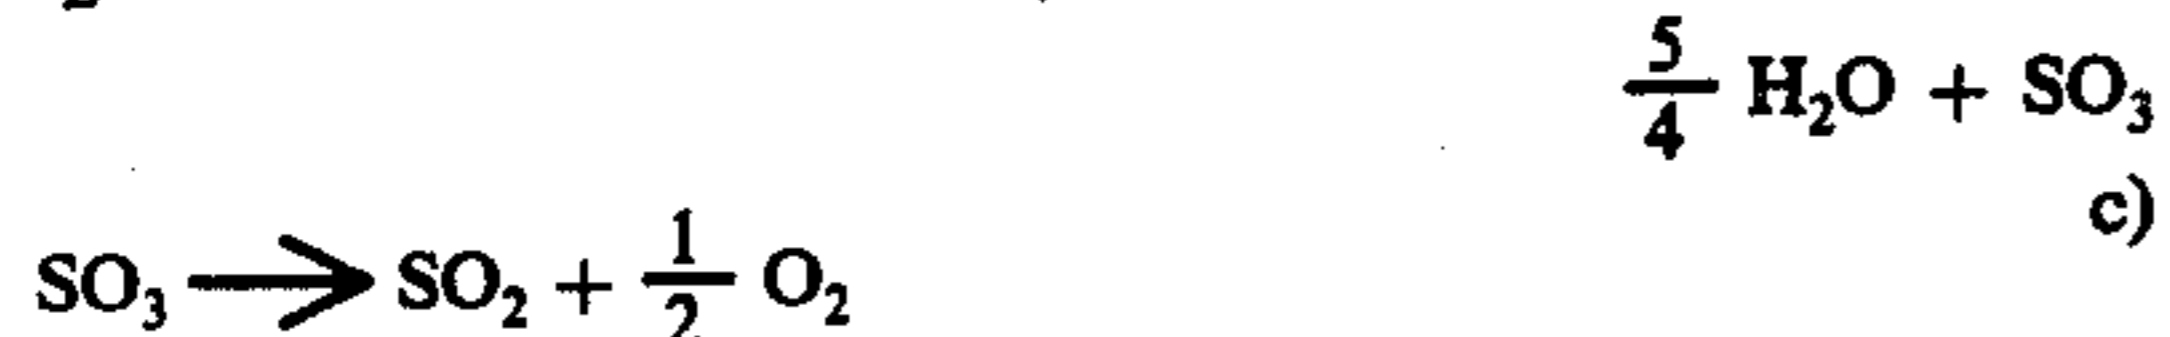 5/4 H₂O + SO₃
c)
SO₃ → SO₂ + 1/2 O₂